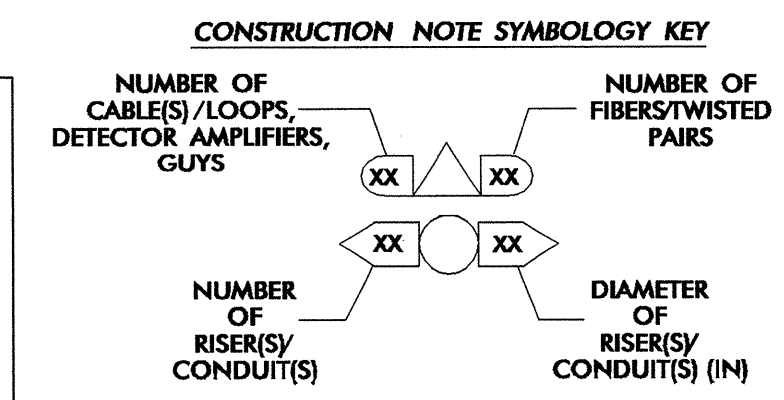 CONSTRUCTION NOTE SYMBOLOGY KEY
NUMBER OF
CABLE(S)/LOOPS,
DETECTOR AMPLIFIERS,
GUYS
NUMBER OF
FIBERS/TWISTED
PAIRS
XX
XX
XX
XX
NUMBER
OF
RISER(S)/
CONDUIT(S)
DIAMETER
OF
RISER(S)/
CONDUIT(S) (IN)